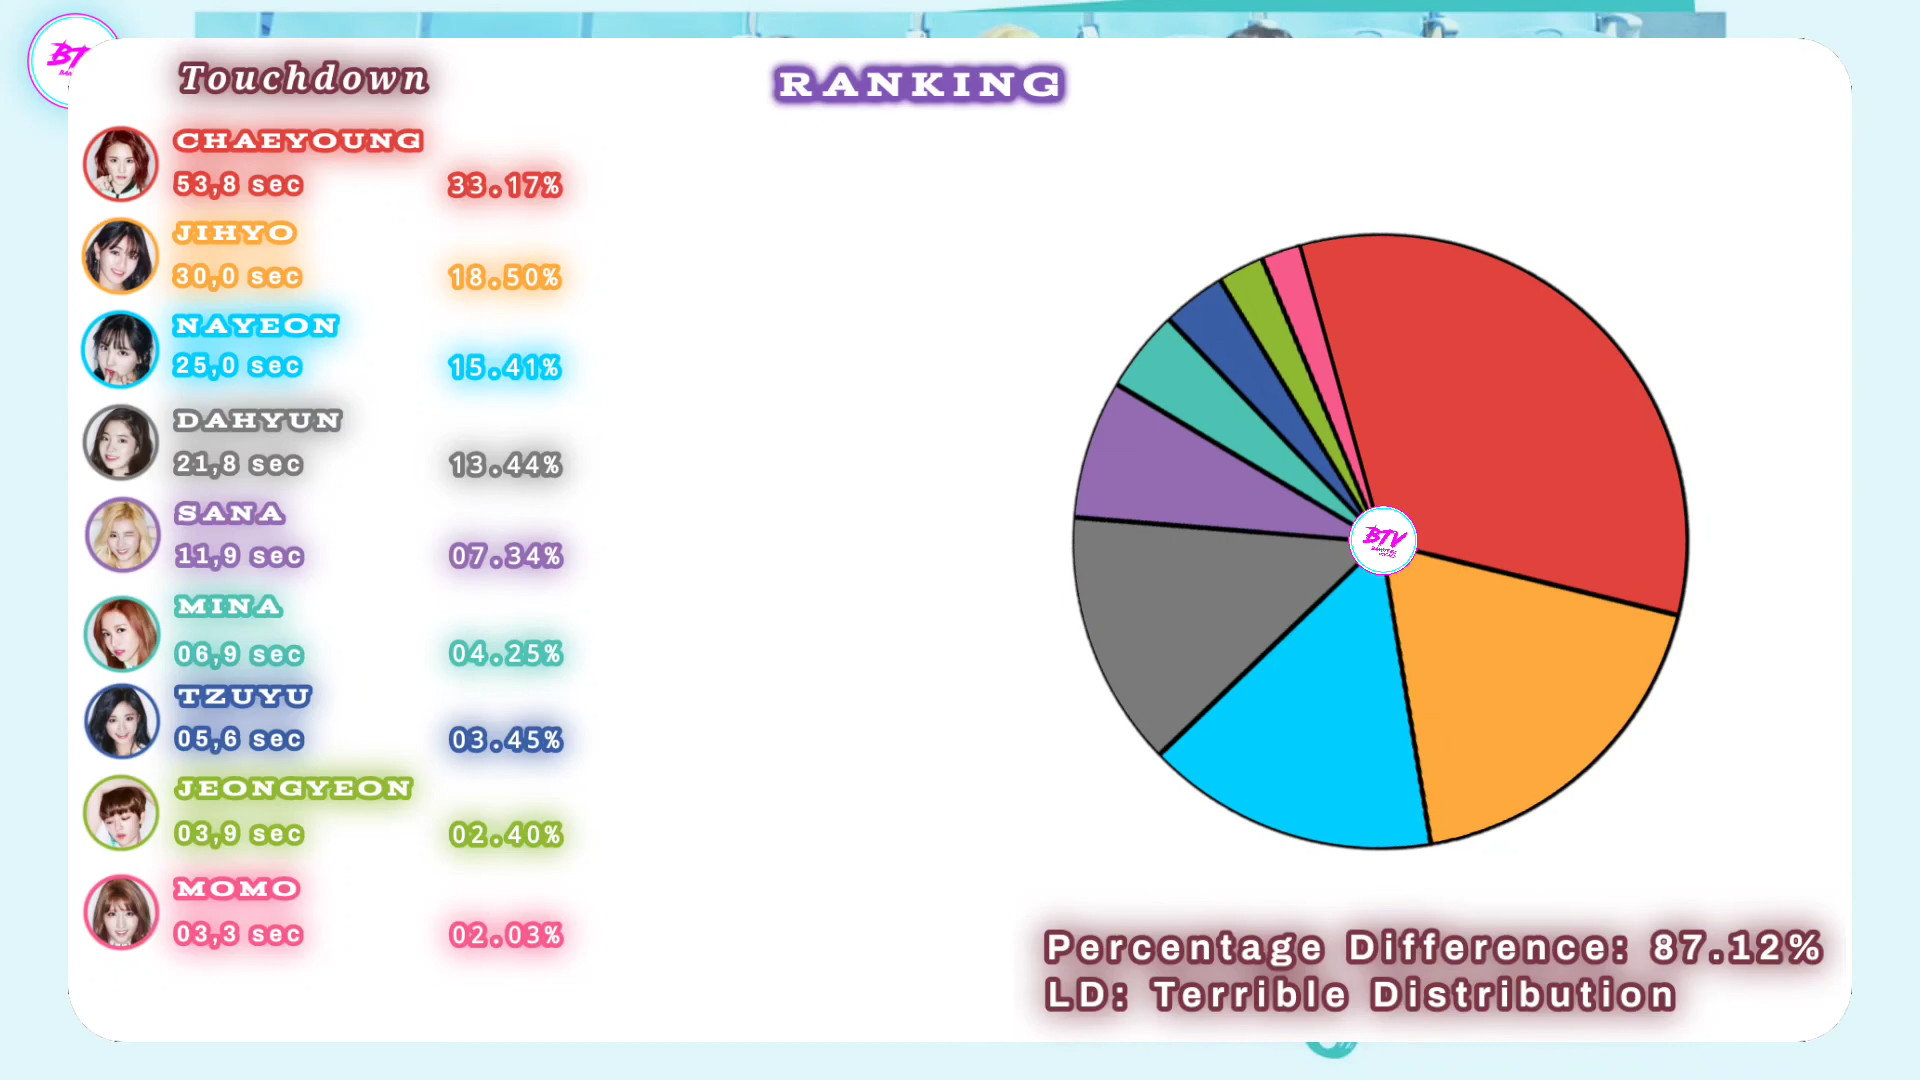 Touchdown
RANKING
CHAEYOUNG
53,8 sec 33.17%
JIHYO
30,0 sec 18.50%
NAYEON
25,0 sec 15.41%
DAHYUN
21,8 sec 13.44%
SANA
11,9 sec 07.34%
MINA
06,9 sec 04.25%
TZUYU
05,6 sec 03.45%
JEONGYEON
03,9 sec 02.40%
MOMO
03,3 sec 02.03%
BTV
Percentage Difference: 87.12%
LD: Terrible Distribution